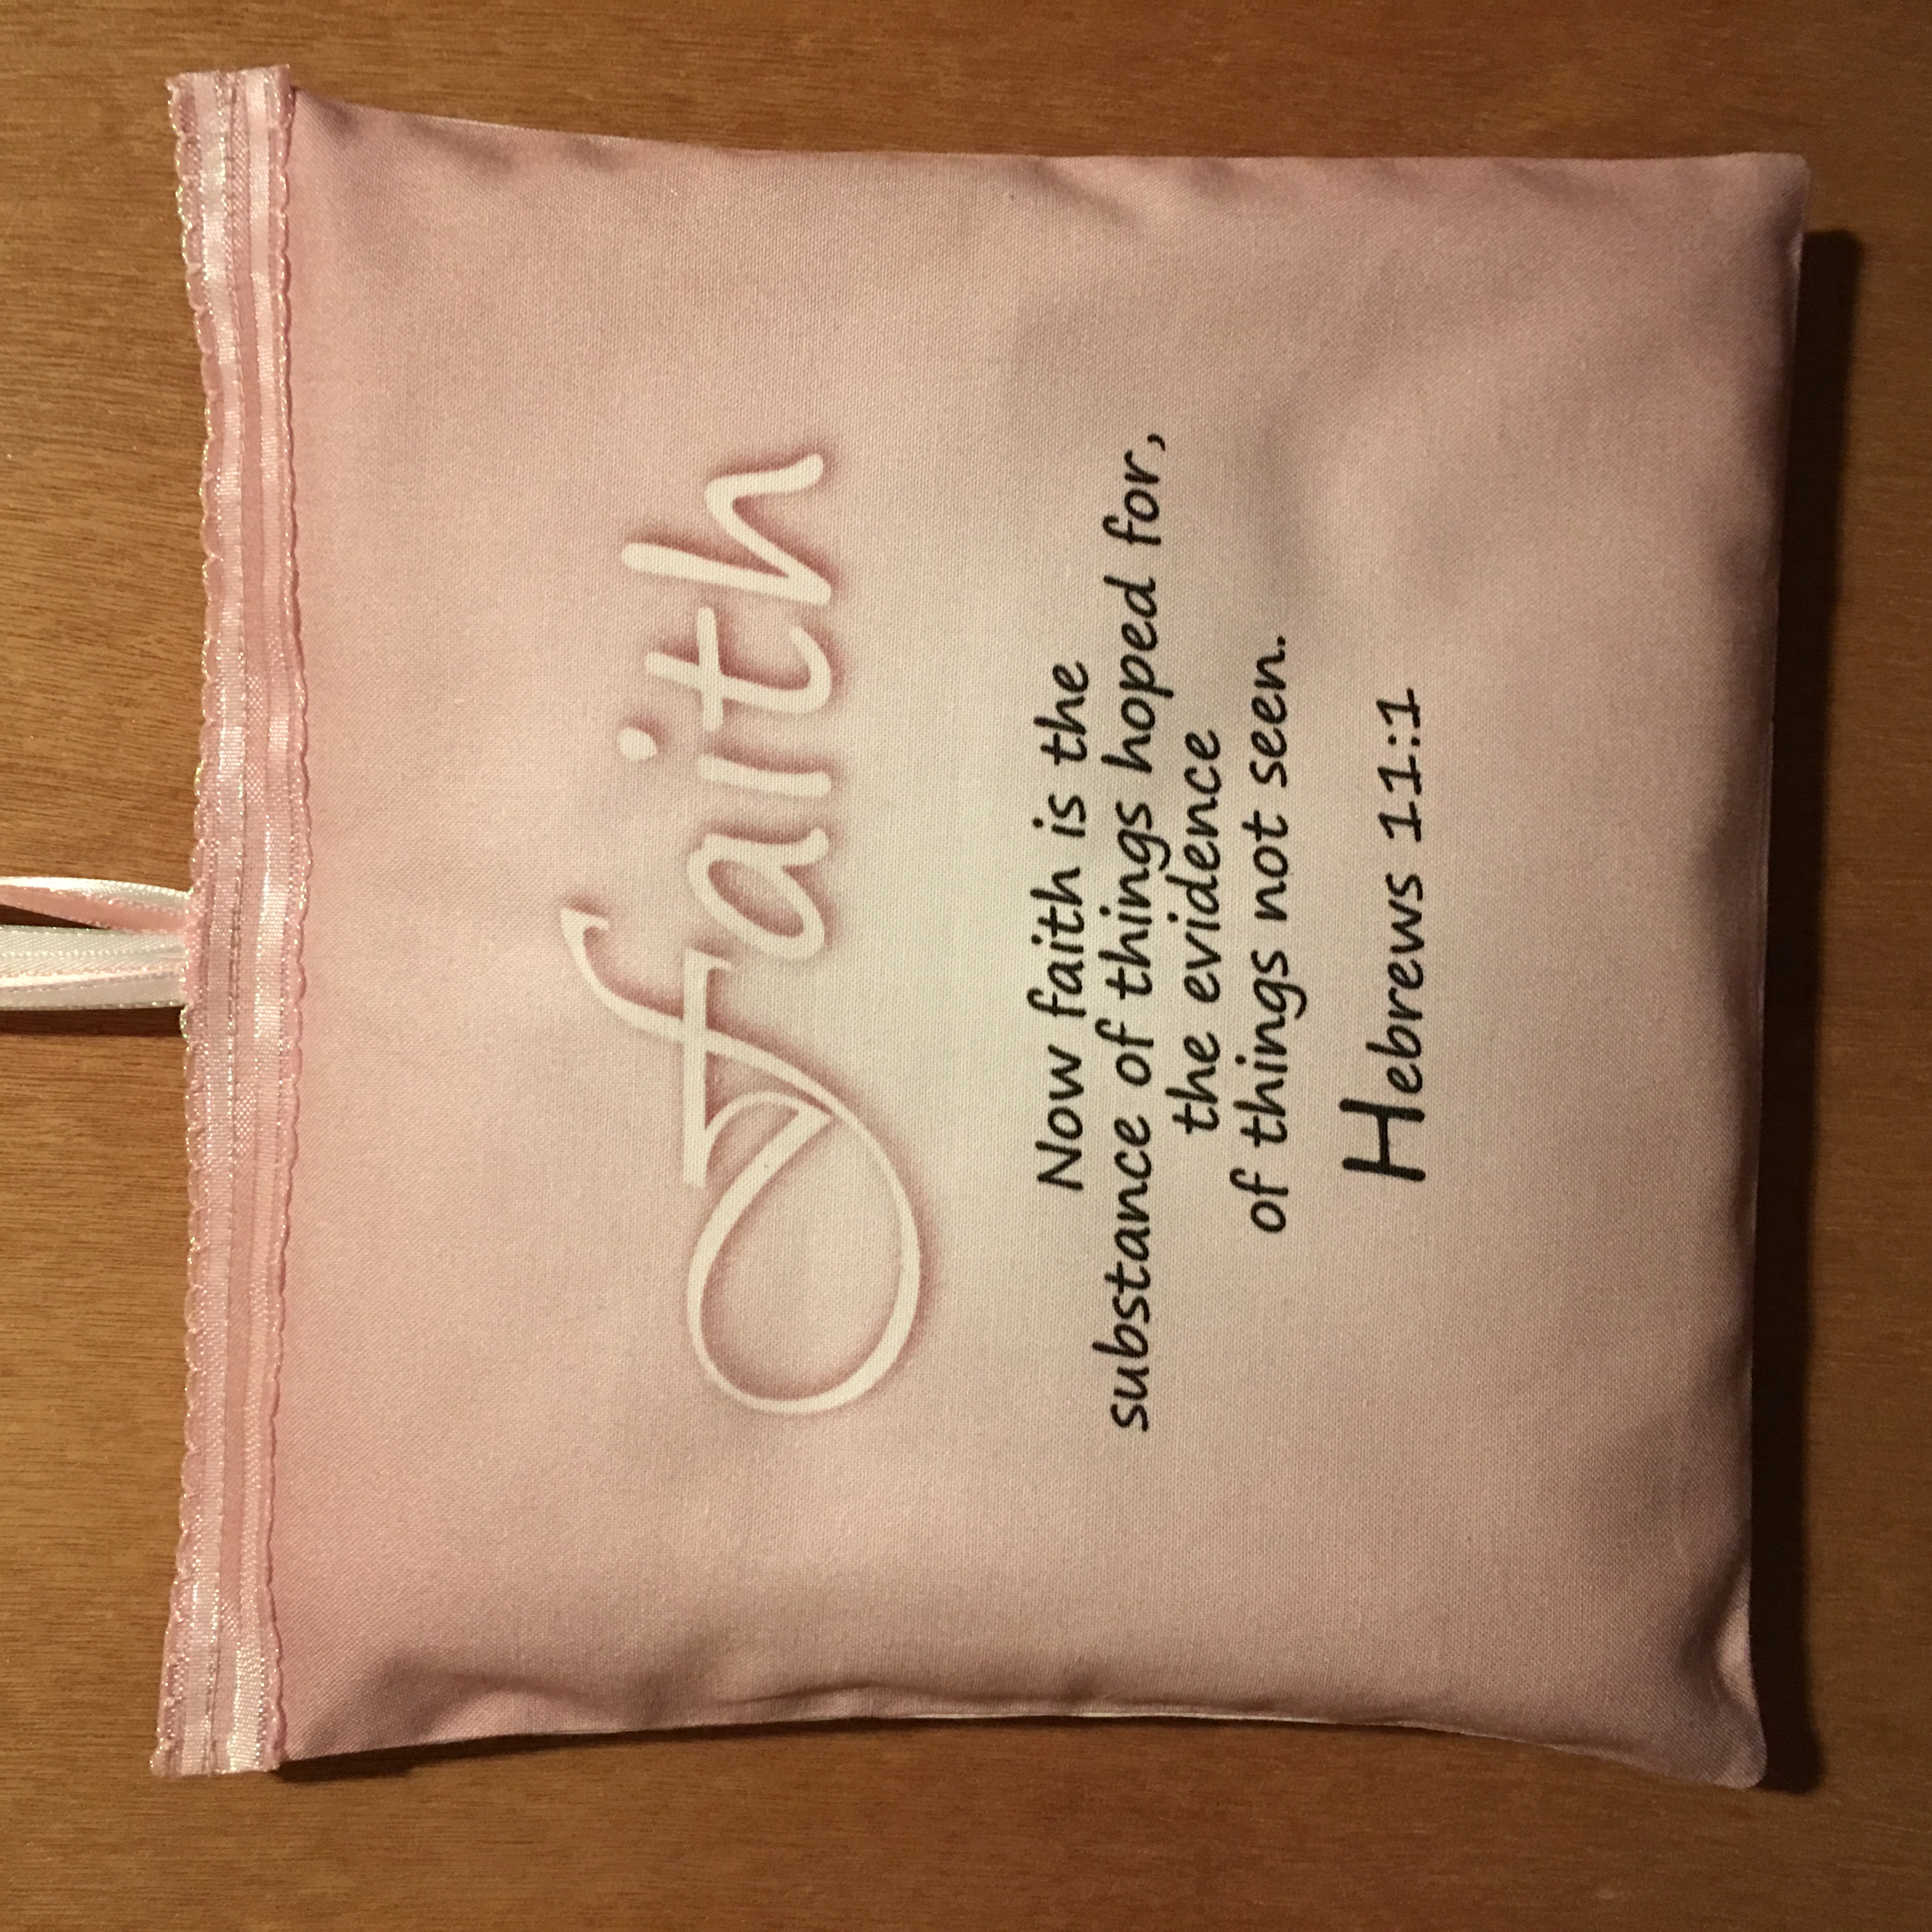 faith
Now faith is the
substance of things hoped for,
the evidence
of things not seen.
Hebrews 11:1